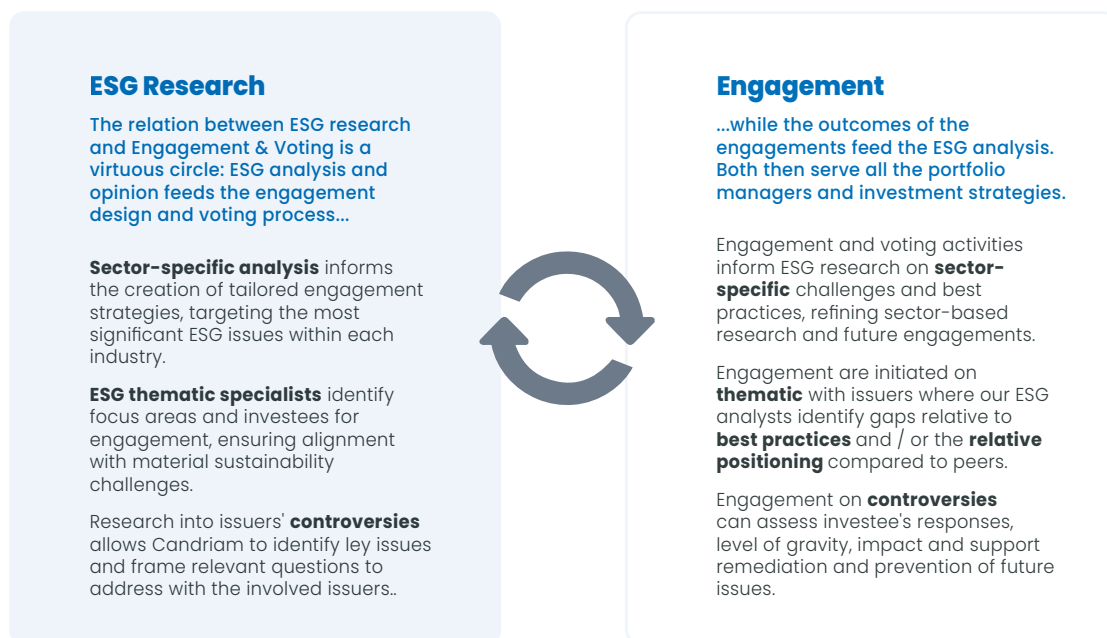 ESG Research
The relation between ESG research
and Engagement & Voting is a
virtuous circle: ESG analysis and
opinion feeds the engagement
design and voting process...
Sector-specific analysis informs
the creation of tailored engagement
strategies, targeting the most
significant ESG issues within each
industry.
ESG thematic specialists identify
focus areas and investees for
engagement, ensuring alignment
with material sustainability
challenges.
Research into issuers' controversies
allows Candriam to identify ley issues
and frame relevant questions to
address with the involved issuers..
Engagement
...while the outcomes of the
engagements feed the ESG analysis.
Both then serve all the portfolio
managers and investment strategies.
Engagement and voting activities
inform ESG research on sector-
specific challenges and best
practices, refining sector-based
research and future engagements.
Engagement are initiated on
thematic with issuers where our ESG
analysts identify gaps relative to
best practices and / or the relative
positioning compared to peers.
Engagement on controversies
can assess investee's responses,
level of gravity, impact and support
remediation and prevention of future
issues.